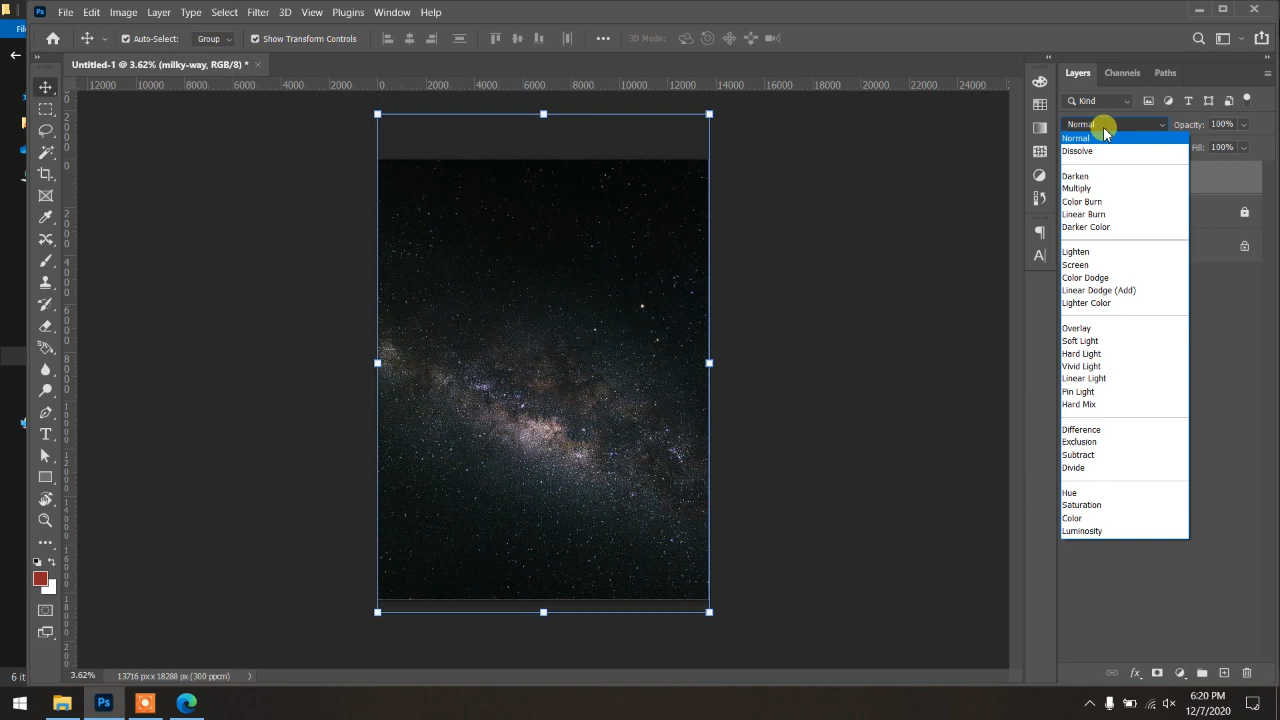 Fil
Ps File Edit Image Layer Type Select Filter 3D View Plugins Window Help
Auto-Select: Group Show Transform Controls 3D Mode:
Untitled-1 @ 3.62% (milky-way, RGB/8) * ×
12000 10000 8000 6000 4000 2000 0 2000 4000 6000 8000 10000 12000 14000 16000 18000 20000 22000 24000
Layers Channels Paths
Kind
Normal Opacity: 100%
Fill: 100%
Normal
Dissolve
Darken
Multiply
Color Burn
Linear Burn
Darker Color
Lighten
Screen
Color Dodge
Linear Dodge (Add)
Lighter Color
Overlay
Soft Light
Hard Light
Vivid Light
Linear Light
Pin Light
Hard Mix
Difference
Exclusion
Subtract
Divide
Hue
Saturation
Color
Luminosity
3.62% 13716 px x 18288 px (300 ppcm)
6 it
Ps
6:20 PM
12/7/2020